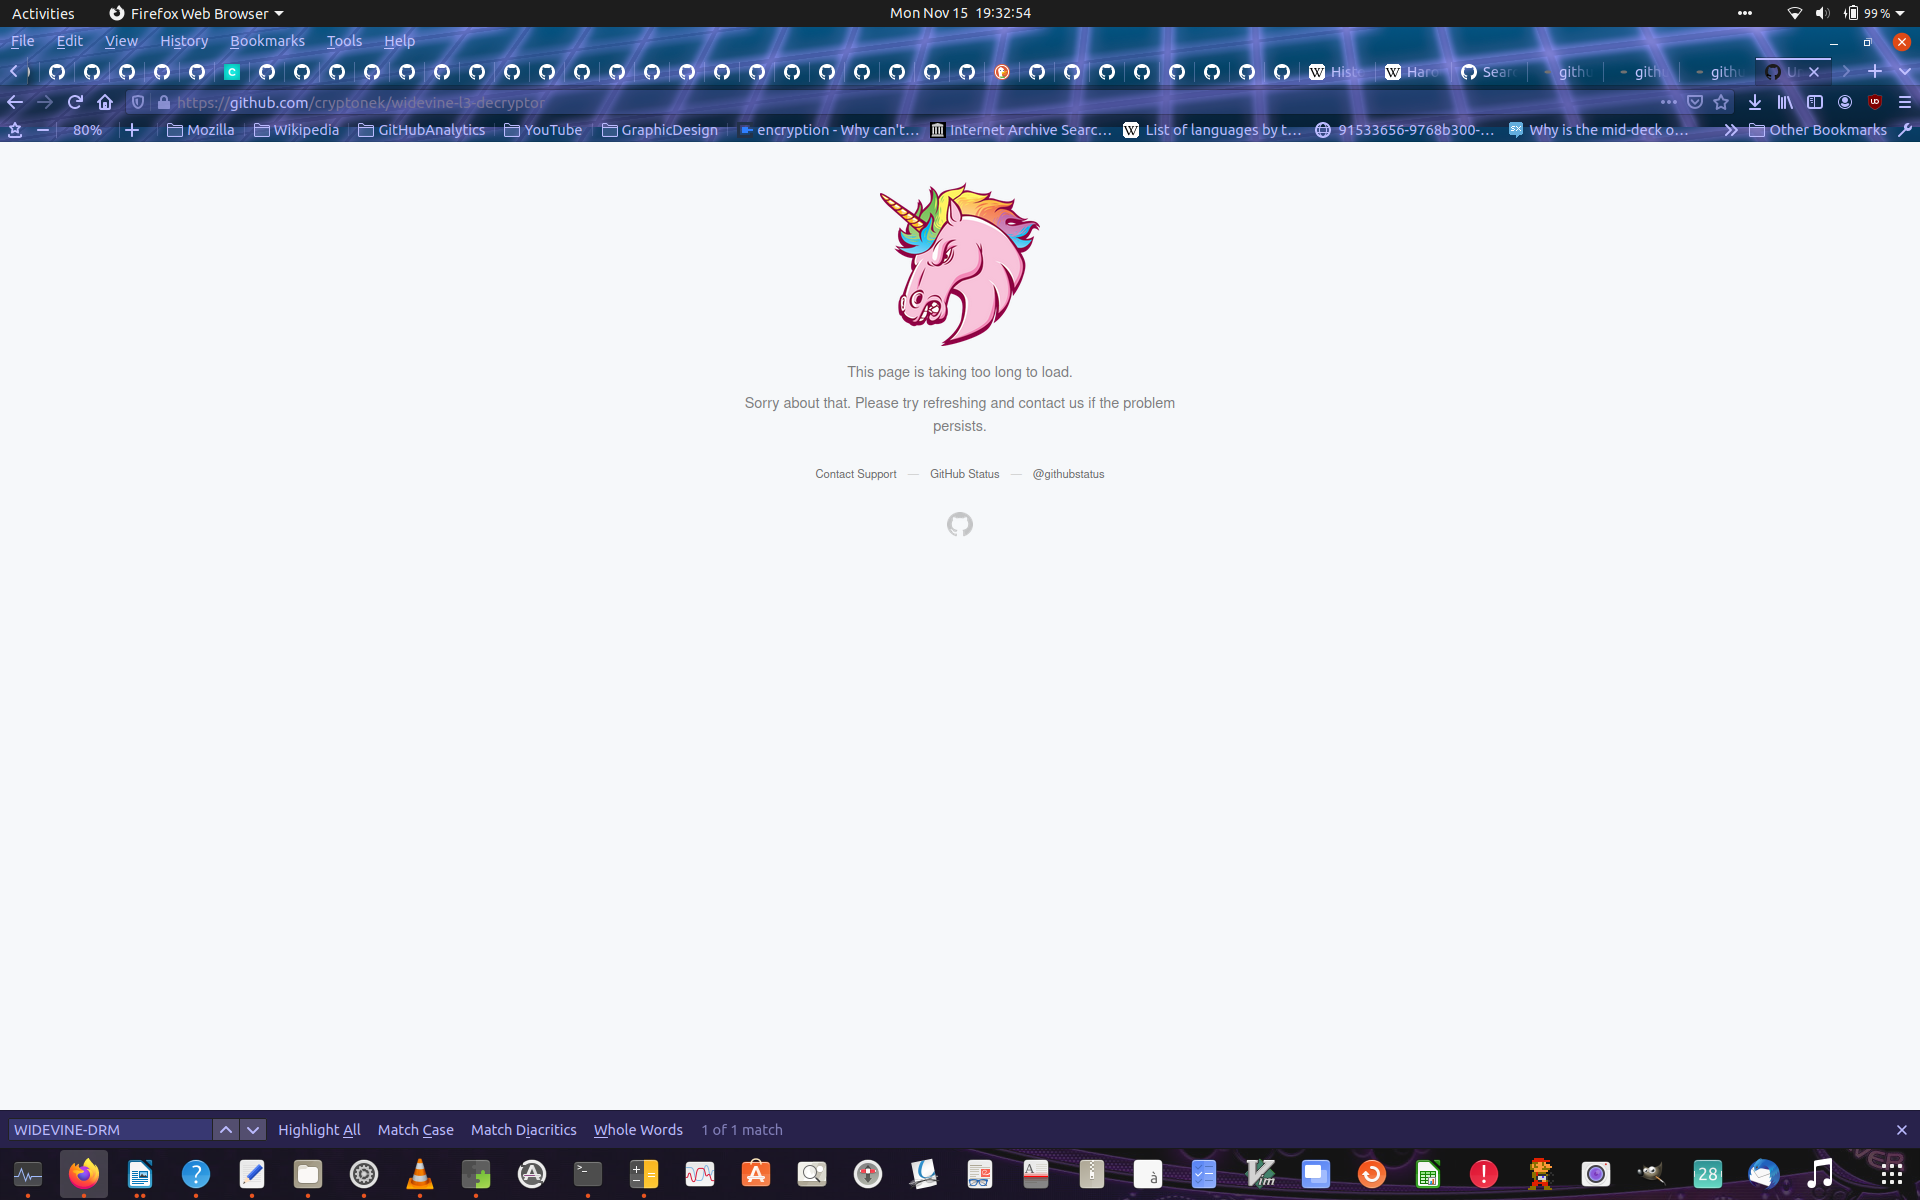 Activities Firefox Web Browser Mon Nov 15 19:32:54 99 %
File Edit View History Bookmarks Tools Help
C W Hist W Haro Sear githu githu githu Un
https://github.com/cryptonek/widevine-l3-decryptor
80% Mozilla Wikipedia GitHubAnalytics YouTube GraphicDesign encryption - Why can't… Internet Archive Searc… W List of languages by t… 91533656-9768b300-… Why is the mid-deck o… Other Bookmarks
This page is taking too long to load.
Sorry about that. Please try refreshing and contact us if the problem
persists.
Contact Support — GitHub Status — @githubstatus
WIDEVINE-DRM Highlight All Match Case Match Diacritics Whole Words 1 of 1 match
28